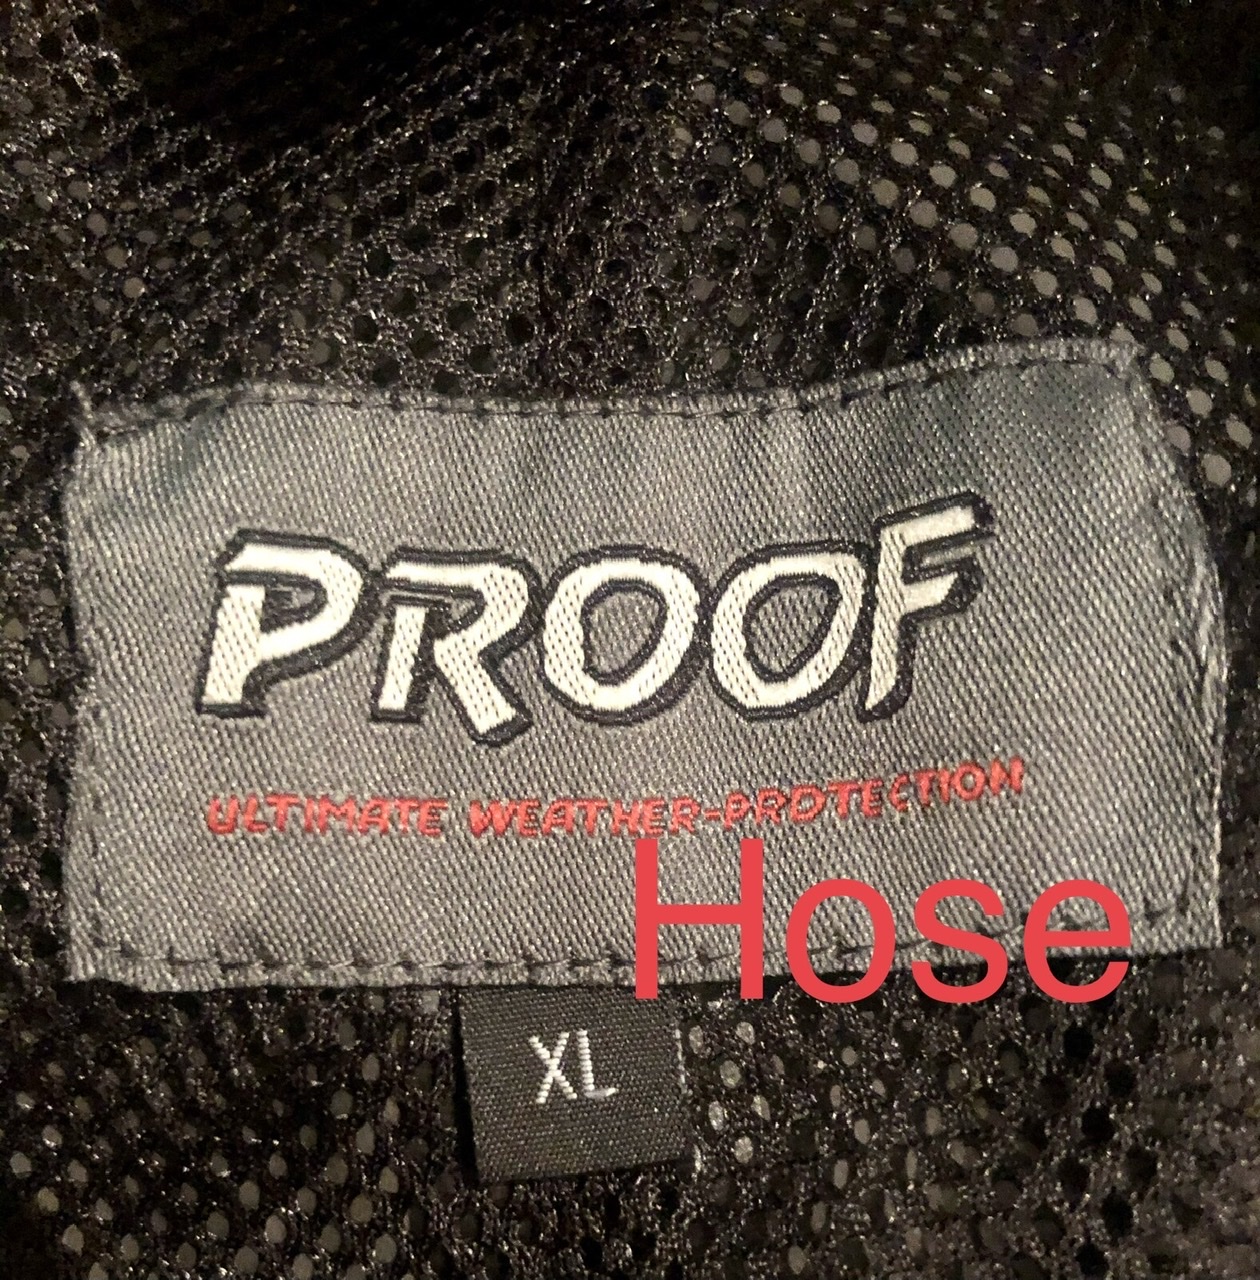 PROOF
ULTIMATE WEATHER-PROTECTION
Hose
XL